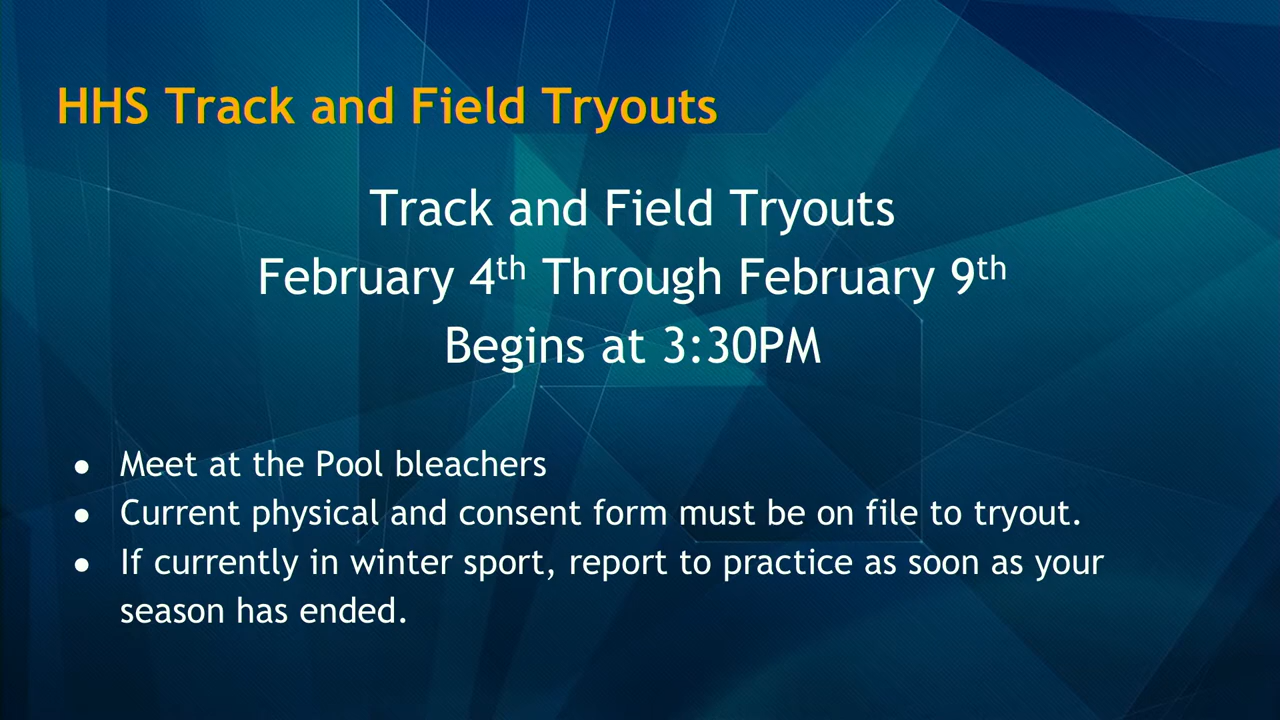 HHS Track and Field Tryouts
Track and Field Tryouts
February 4th Through February 9th
Begins at 3:30PM
● Meet at the Pool bleachers
● Current physical and consent form must be on file to tryout.
● If currently in winter sport, report to practice as soon as your
season has ended.